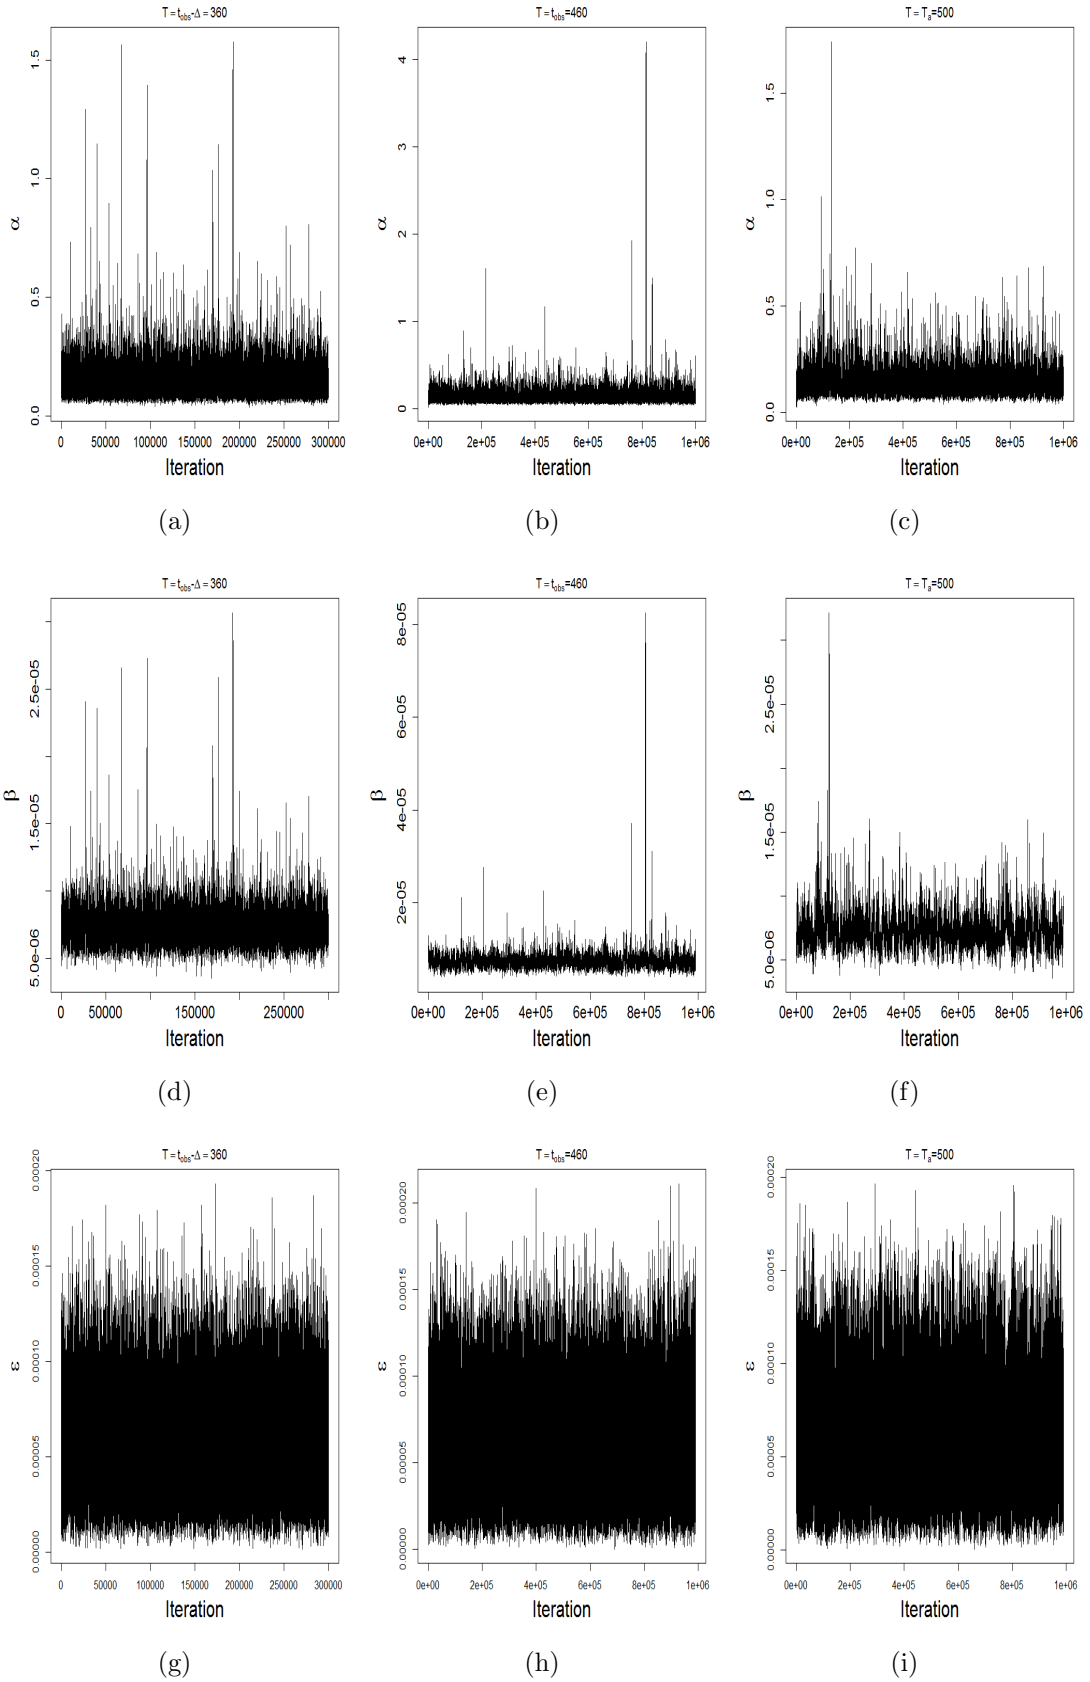 T = t_obs-Δ = 360
T = t_obs=460
T = T_a=500
α
0.0 0.5 1.0 1.5
0 50000 100000 150000 200000 250000 300000
Iteration
α
0 1 2 3 4
0e+00 2e+05 4e+05 6e+05 8e+05 1e+06
Iteration
α
0.0 0.5 1.0 1.5
0e+00 2e+05 4e+05 6e+05 8e+05 1e+06
Iteration
(a)
(b)
(c)
T = t_obs-Δ = 360
T = t_obs=460
T = T_a=500
β
5.0e-06 1.5e-05 2.5e-05
0 50000 150000 250000
Iteration
β
2e-05 4e-05 6e-05 8e-05
0e+00 2e+05 4e+05 6e+05 8e+05 1e+06
Iteration
β
5.0e-06 1.5e-05 2.5e-05
0e+00 2e+05 4e+05 6e+05 8e+05 1e+06
Iteration
(d)
(e)
(f)
T = t_obs-Δ = 360
T = t_obs=460
T = T_a=500
ε
0.00000 0.00005 0.00010 0.00015 0.00020
0 50000 100000 150000 200000 250000 300000
Iteration
ε
0.00000 0.00005 0.00010 0.00015 0.00020
0e+00 2e+05 4e+05 6e+05 8e+05 1e+06
Iteration
ε
0.00000 0.00005 0.00010 0.00015 0.00020
0e+00 2e+05 4e+05 6e+05 8e+05 1e+06
Iteration
(g)
(h)
(i)